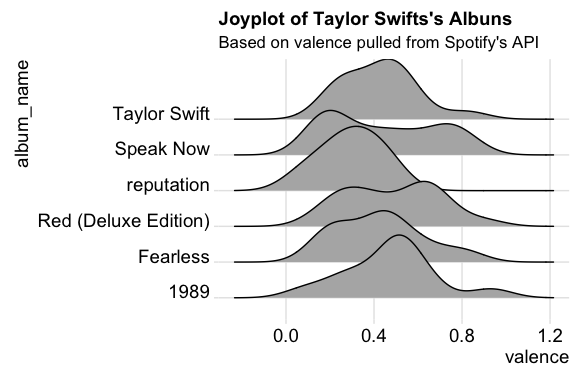 Joyplot of Taylor Swifts's Albuns
Based on valence pulled from Spotify's API
album_name
Taylor Swift
Speak Now
reputation
Red (Deluxe Edition)
Fearless
1989
0.0 0.4 0.8 1.2
valence